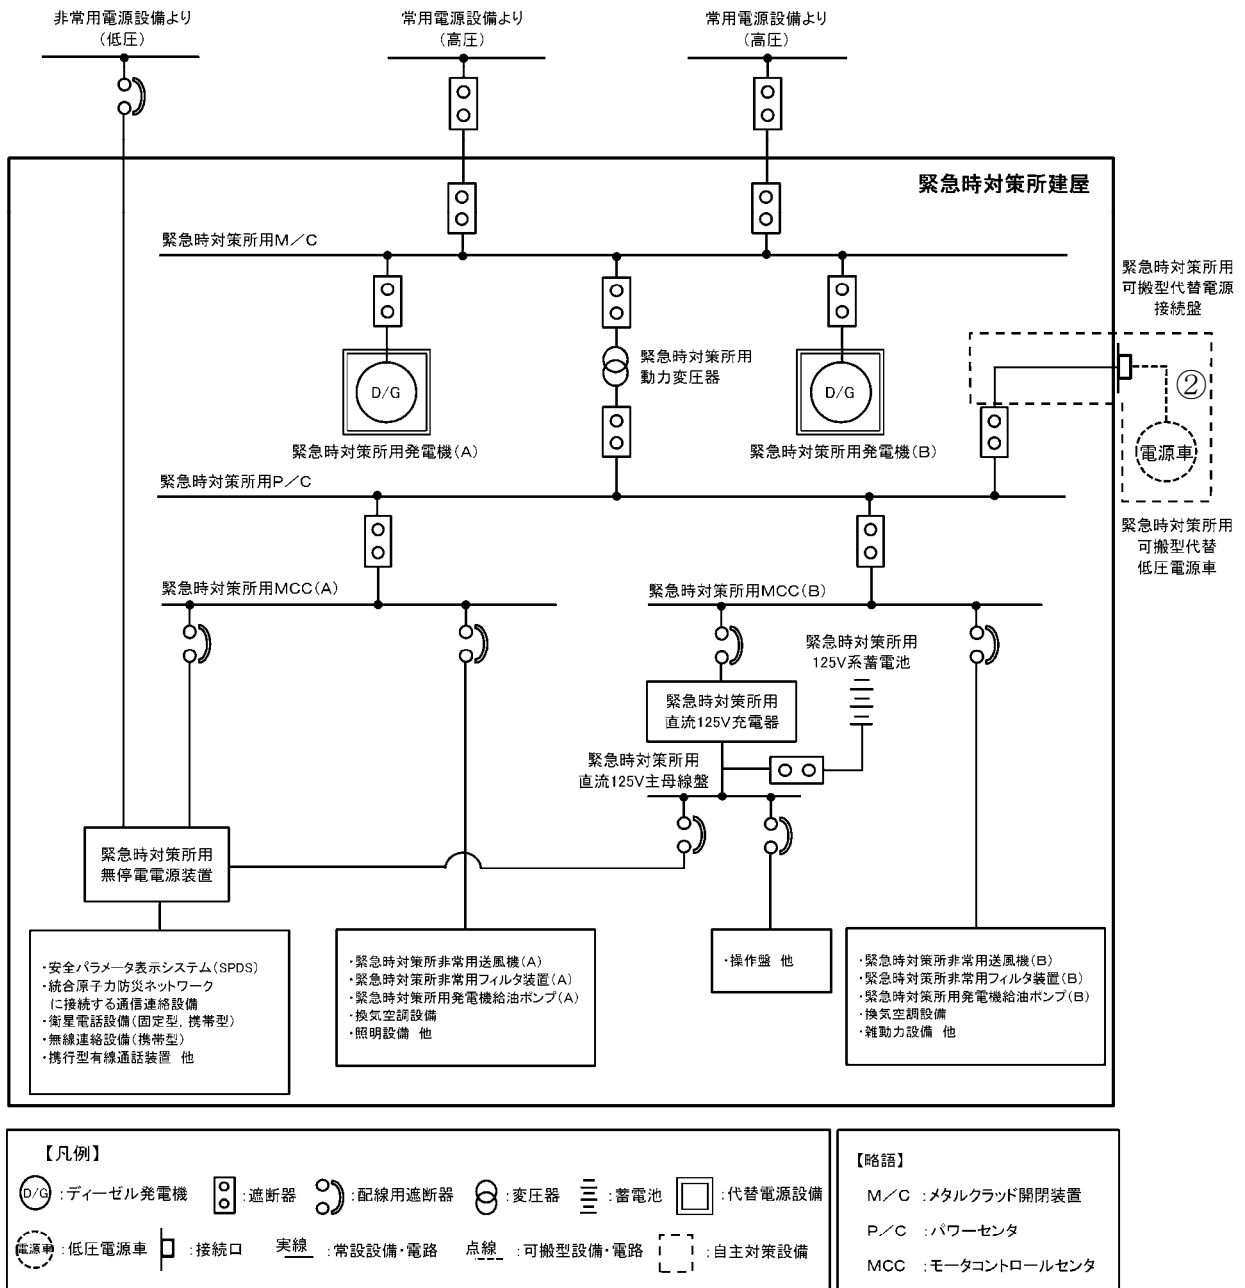 非常用電源設備より
(低圧)
常用電源設備より
(高圧)
常用電源設備より
(高圧)
緊急時対策所建屋
緊急時対策所用M／C
緊急時対策所用
可搬型代替電源
接続盤
緊急時対策所用
動力変圧器
D/G
D/G
②
電源車
緊急時対策所用発電機(A)
緊急時対策所用発電機(B)
緊急時対策所用P／C
緊急時対策所用
可搬型代替
低圧電源車
緊急時対策所用MCC(A)
緊急時対策所用MCC(B)
緊急時対策所用
125V系蓄電池
緊急時対策所用
直流125V充電器
緊急時対策所用
直流125V主母線盤
緊急時対策所用
無停電電源装置
・安全パラメータ表示システム(SPDS)
・統合原子力防災ネットワーク
に接続する通信連絡設備
・衛星電話設備(固定型，携帯型)
・無線連絡設備(携帯型)
・携行型有線通話装置 他
・緊急時対策所非常用送風機(A)
・緊急時対策所非常用フィルタ装置(A)
・緊急時対策所用発電機給油ポンプ(A)
・換気空調設備
・照明設備 他
・操作盤 他
・緊急時対策所非常用送風機(B)
・緊急時対策所非常用フィルタ装置(B)
・緊急時対策所用発電機給油ポンプ(B)
・換気空調設備
・雑動力設備 他
【凡例】
D/G :ディーゼル発電機 :遮断器 :配線用遮断器 :変圧器 :蓄電池 :代替電源設備
電源車 :低圧電源車 :接続口 実線 :常設設備・電路 点線 :可搬型設備・電路 :自主対策設備
【略語】
M／C :メタルクラッド開閉装置
P／C :パワーセンタ
MCC :モータコントロールセンタ